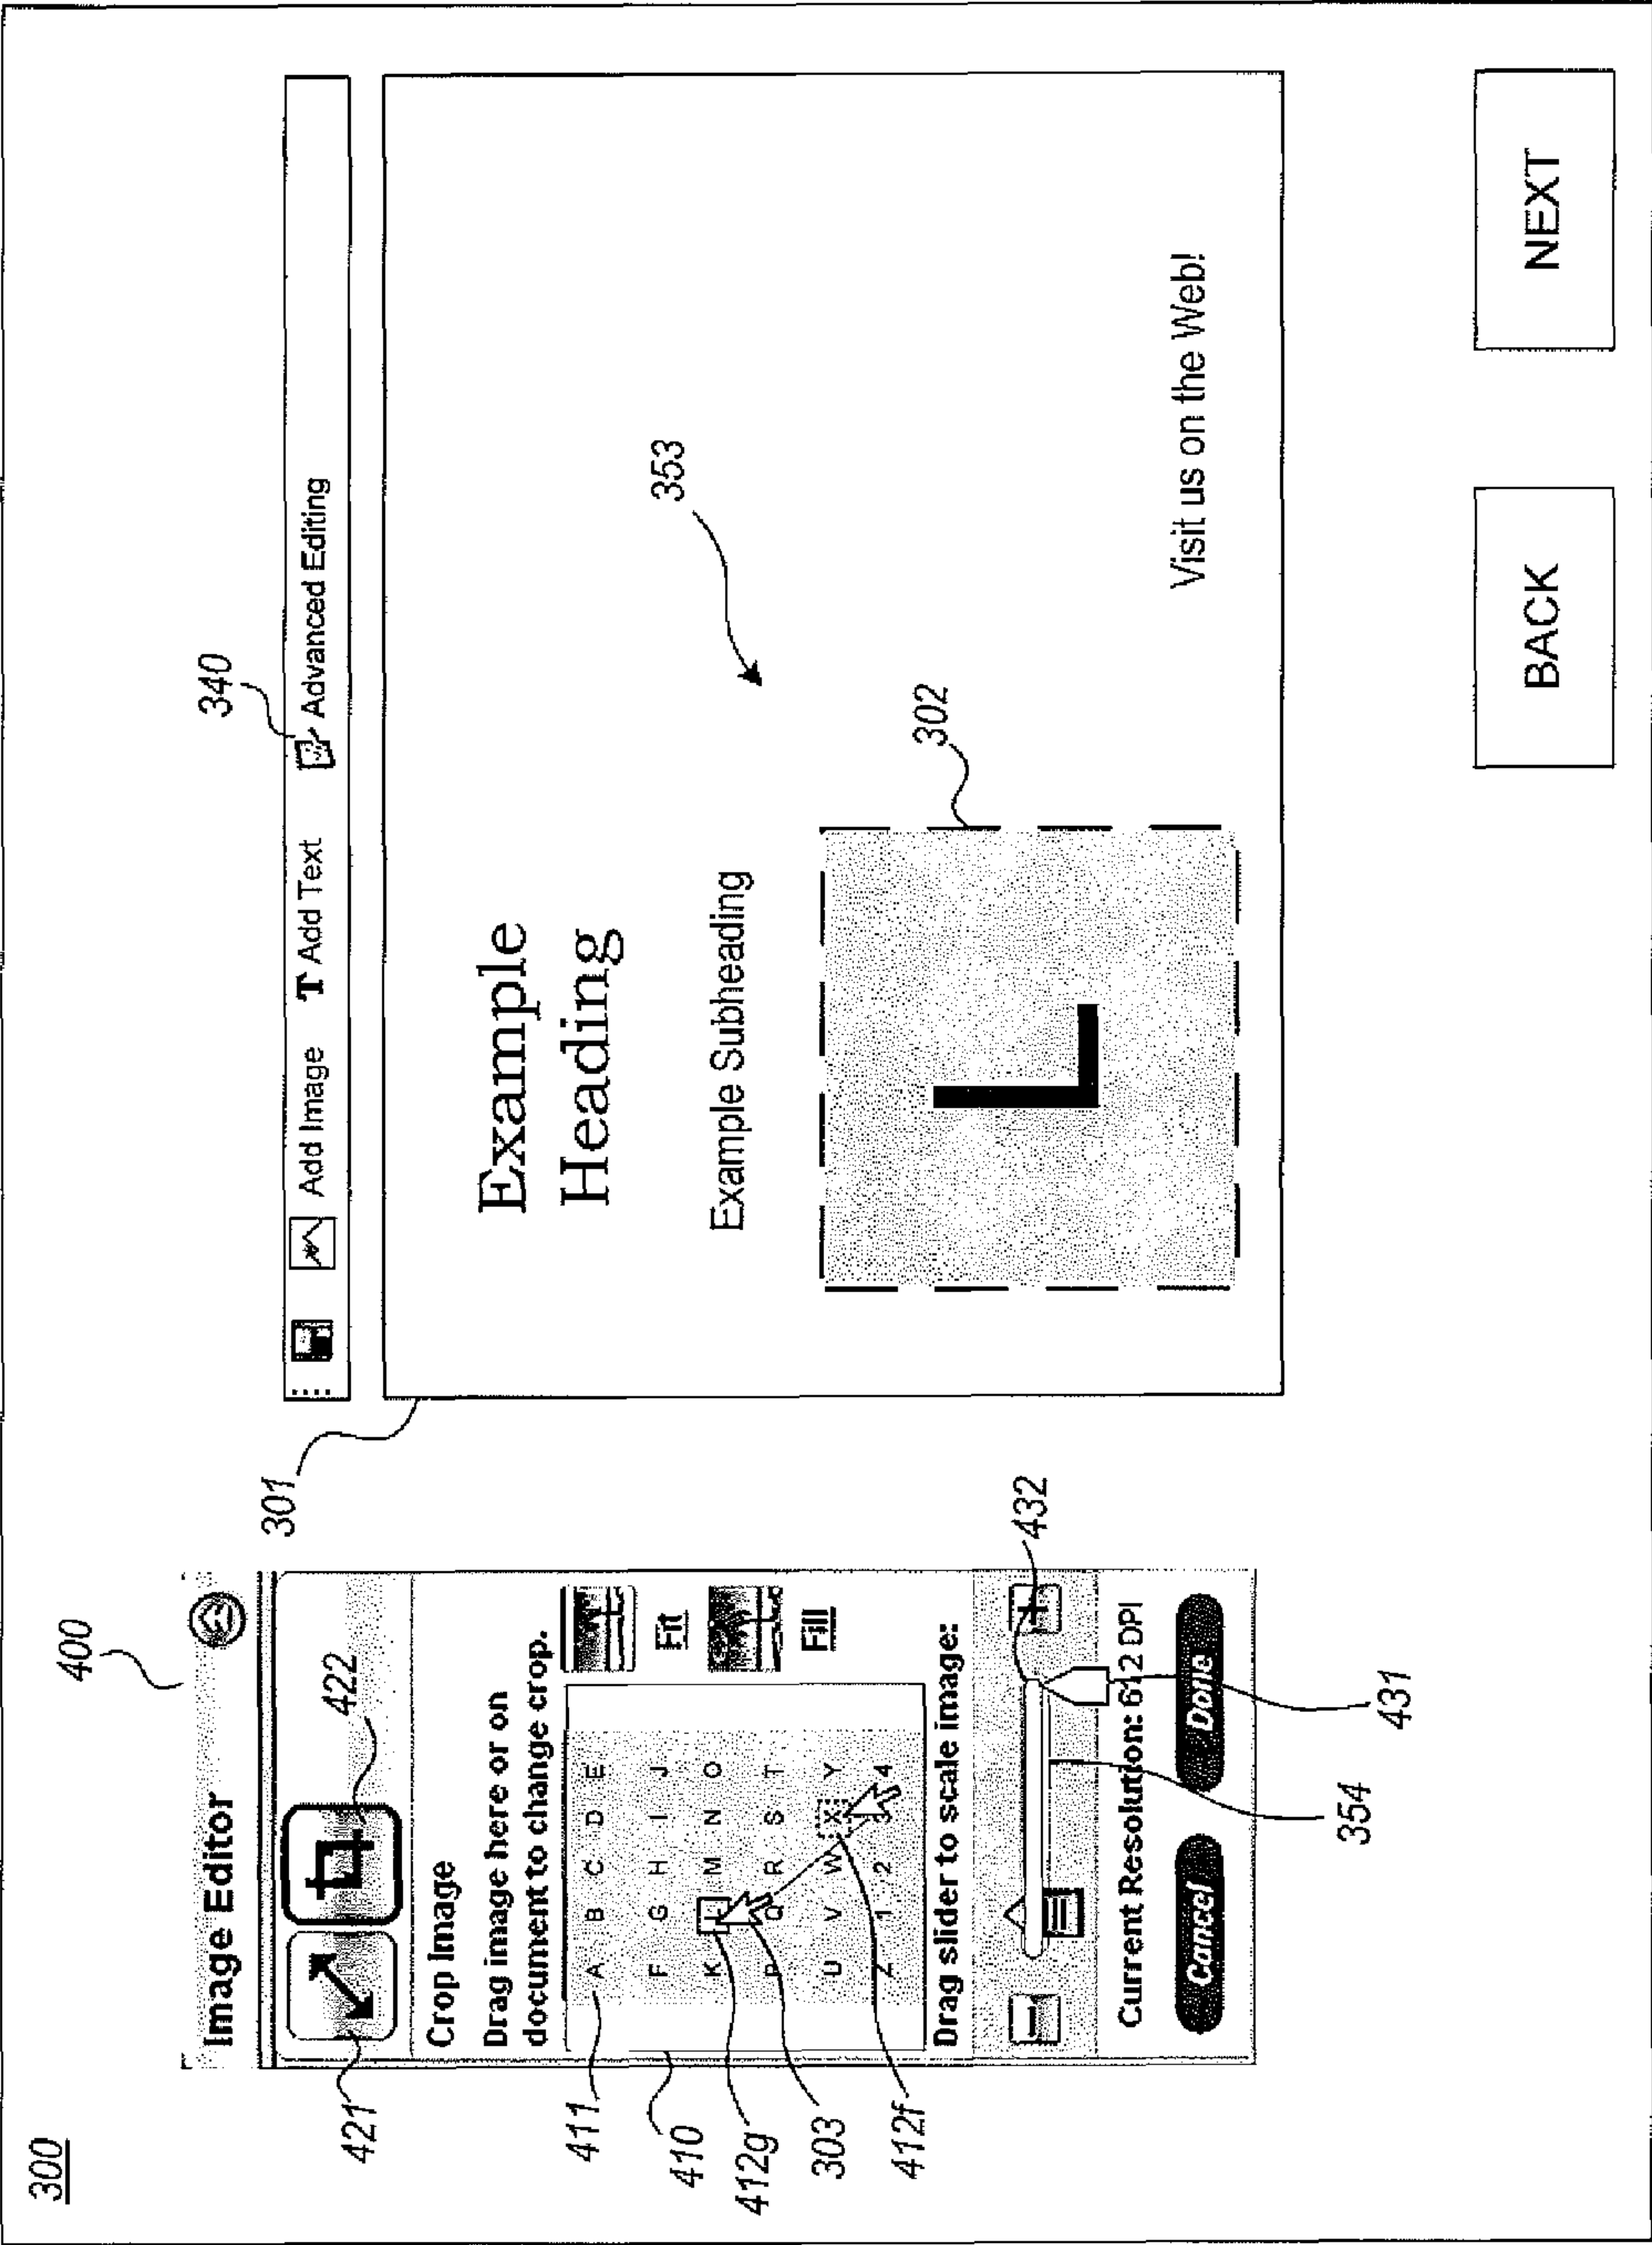 300
400
Image Editor
421
422
Crop Image
Drag image here or on
document to change crop.
411
410
412g
303
412f
A B C D E
F G H I J
K L M N O
P Q R S T
U V W X Y
Z 1 2 3 4
Fit
Fill
Drag slider to scale image:
432
Current Resolution: 612 DPI
Cancel
Done
354
431
340
Add Image
T Add Text
Advanced Editing
301
Example
Heading
Example Subheading
353
302
L
Visit us on the Web!
BACK
NEXT